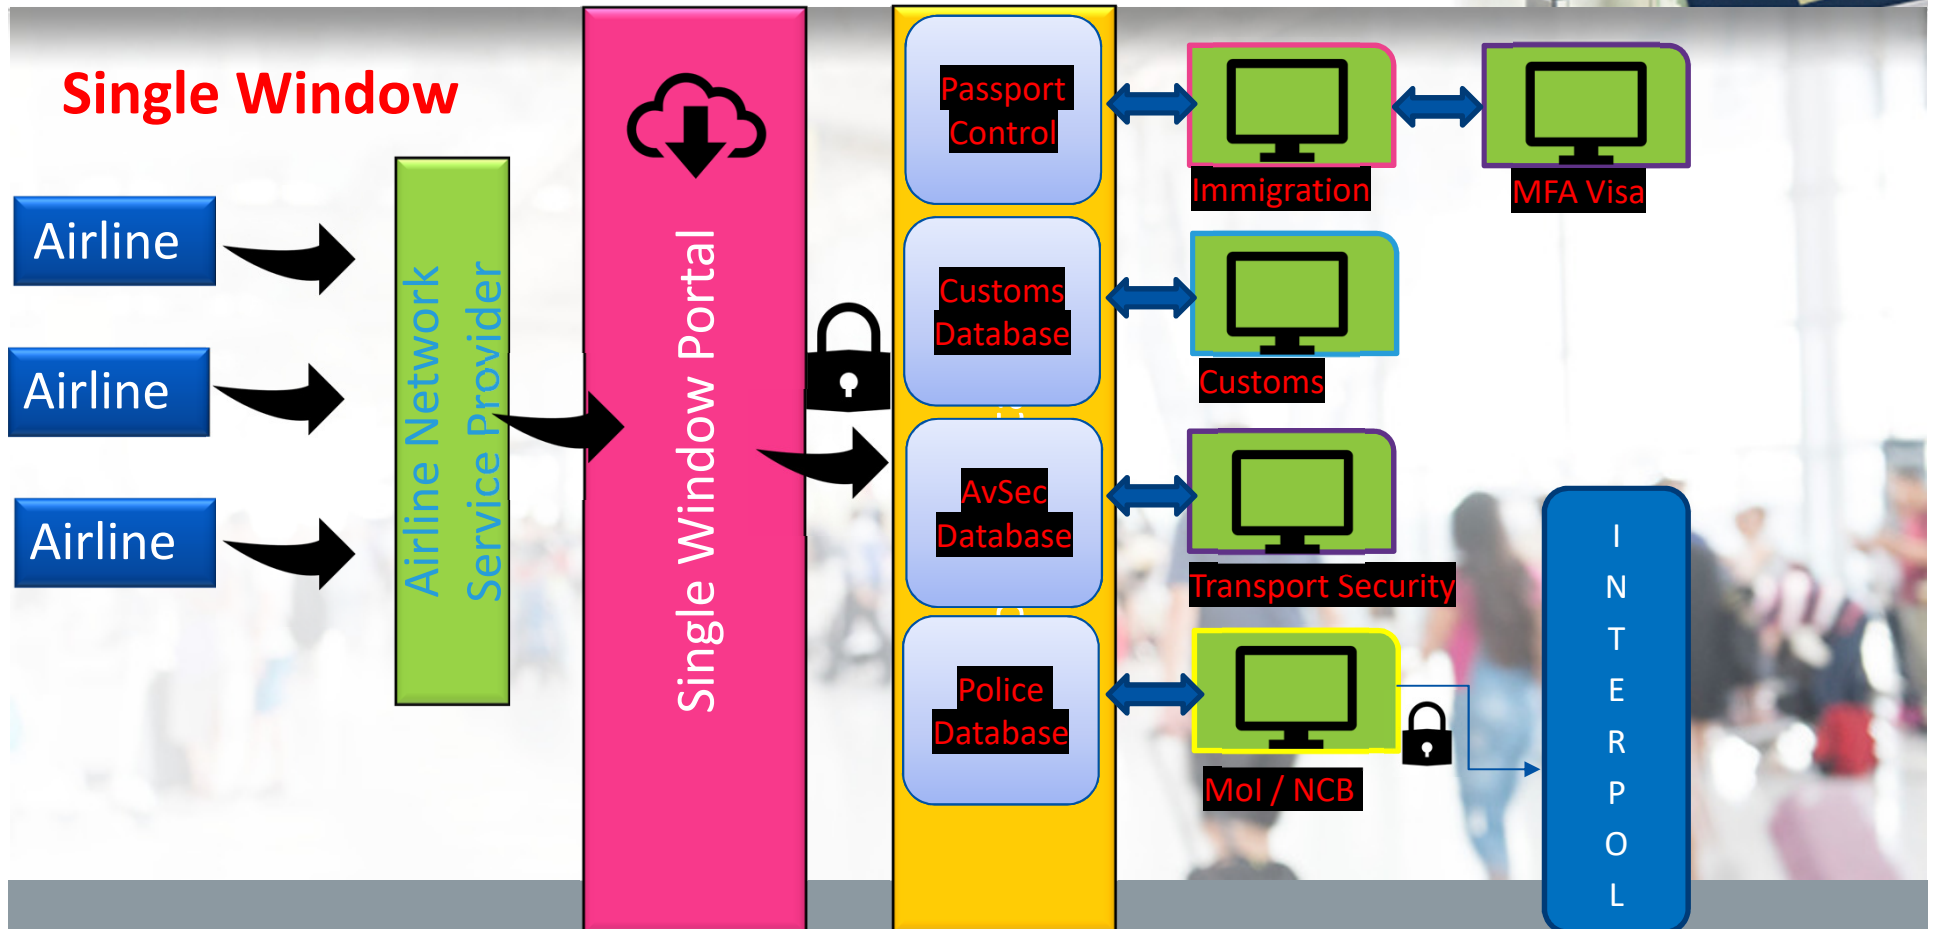 Single Window
Airline
Airline
Airline
Airline Network
Service Provider
Single Window Portal
Passport
Control
Customs
Database
AvSec
Database
Police
Database
Immigration
MFA Visa
Customs
Transport Security
MoI / NCB
INTERPOL